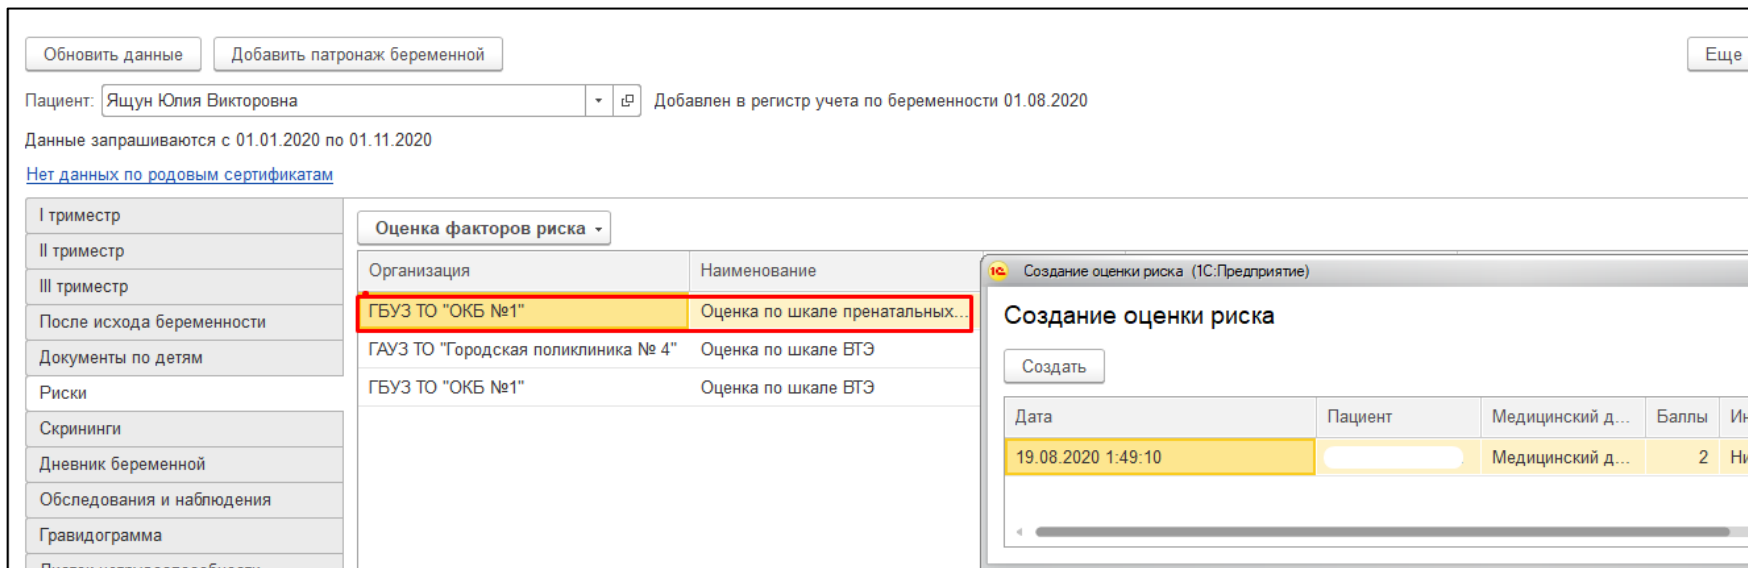 Обновить данные
Добавить патронаж беременной
Еще
Пациент: Ящун Юлия Викторовна
Добавлен в регистр учета по беременности 01.08.2020
Данные запрашиваются с 01.01.2020 по 01.11.2020
Нет данных по родовым сертификатам
I триместр
II триместр
III триместр
После исхода беременности
Документы по детям
Риски
Скрининги
Дневник беременной
Обследования и наблюдения
Гравидограмма
Оценка факторов риска
Организация Наименование
ГБУЗ ТО "ОКБ №1" Оценка по шкале пренатальных...
ГАУЗ ТО "Городская поликлиника № 4" Оценка по шкале ВТЭ
ГБУЗ ТО "ОКБ №1" Оценка по шкале ВТЭ
1С Создание оценки риска (1С:Предприятие)
Создание оценки риска
Создать
Дата Пациент Медицинский д... Баллы
19.08.2020 1:49:10 Медицинский д... 2